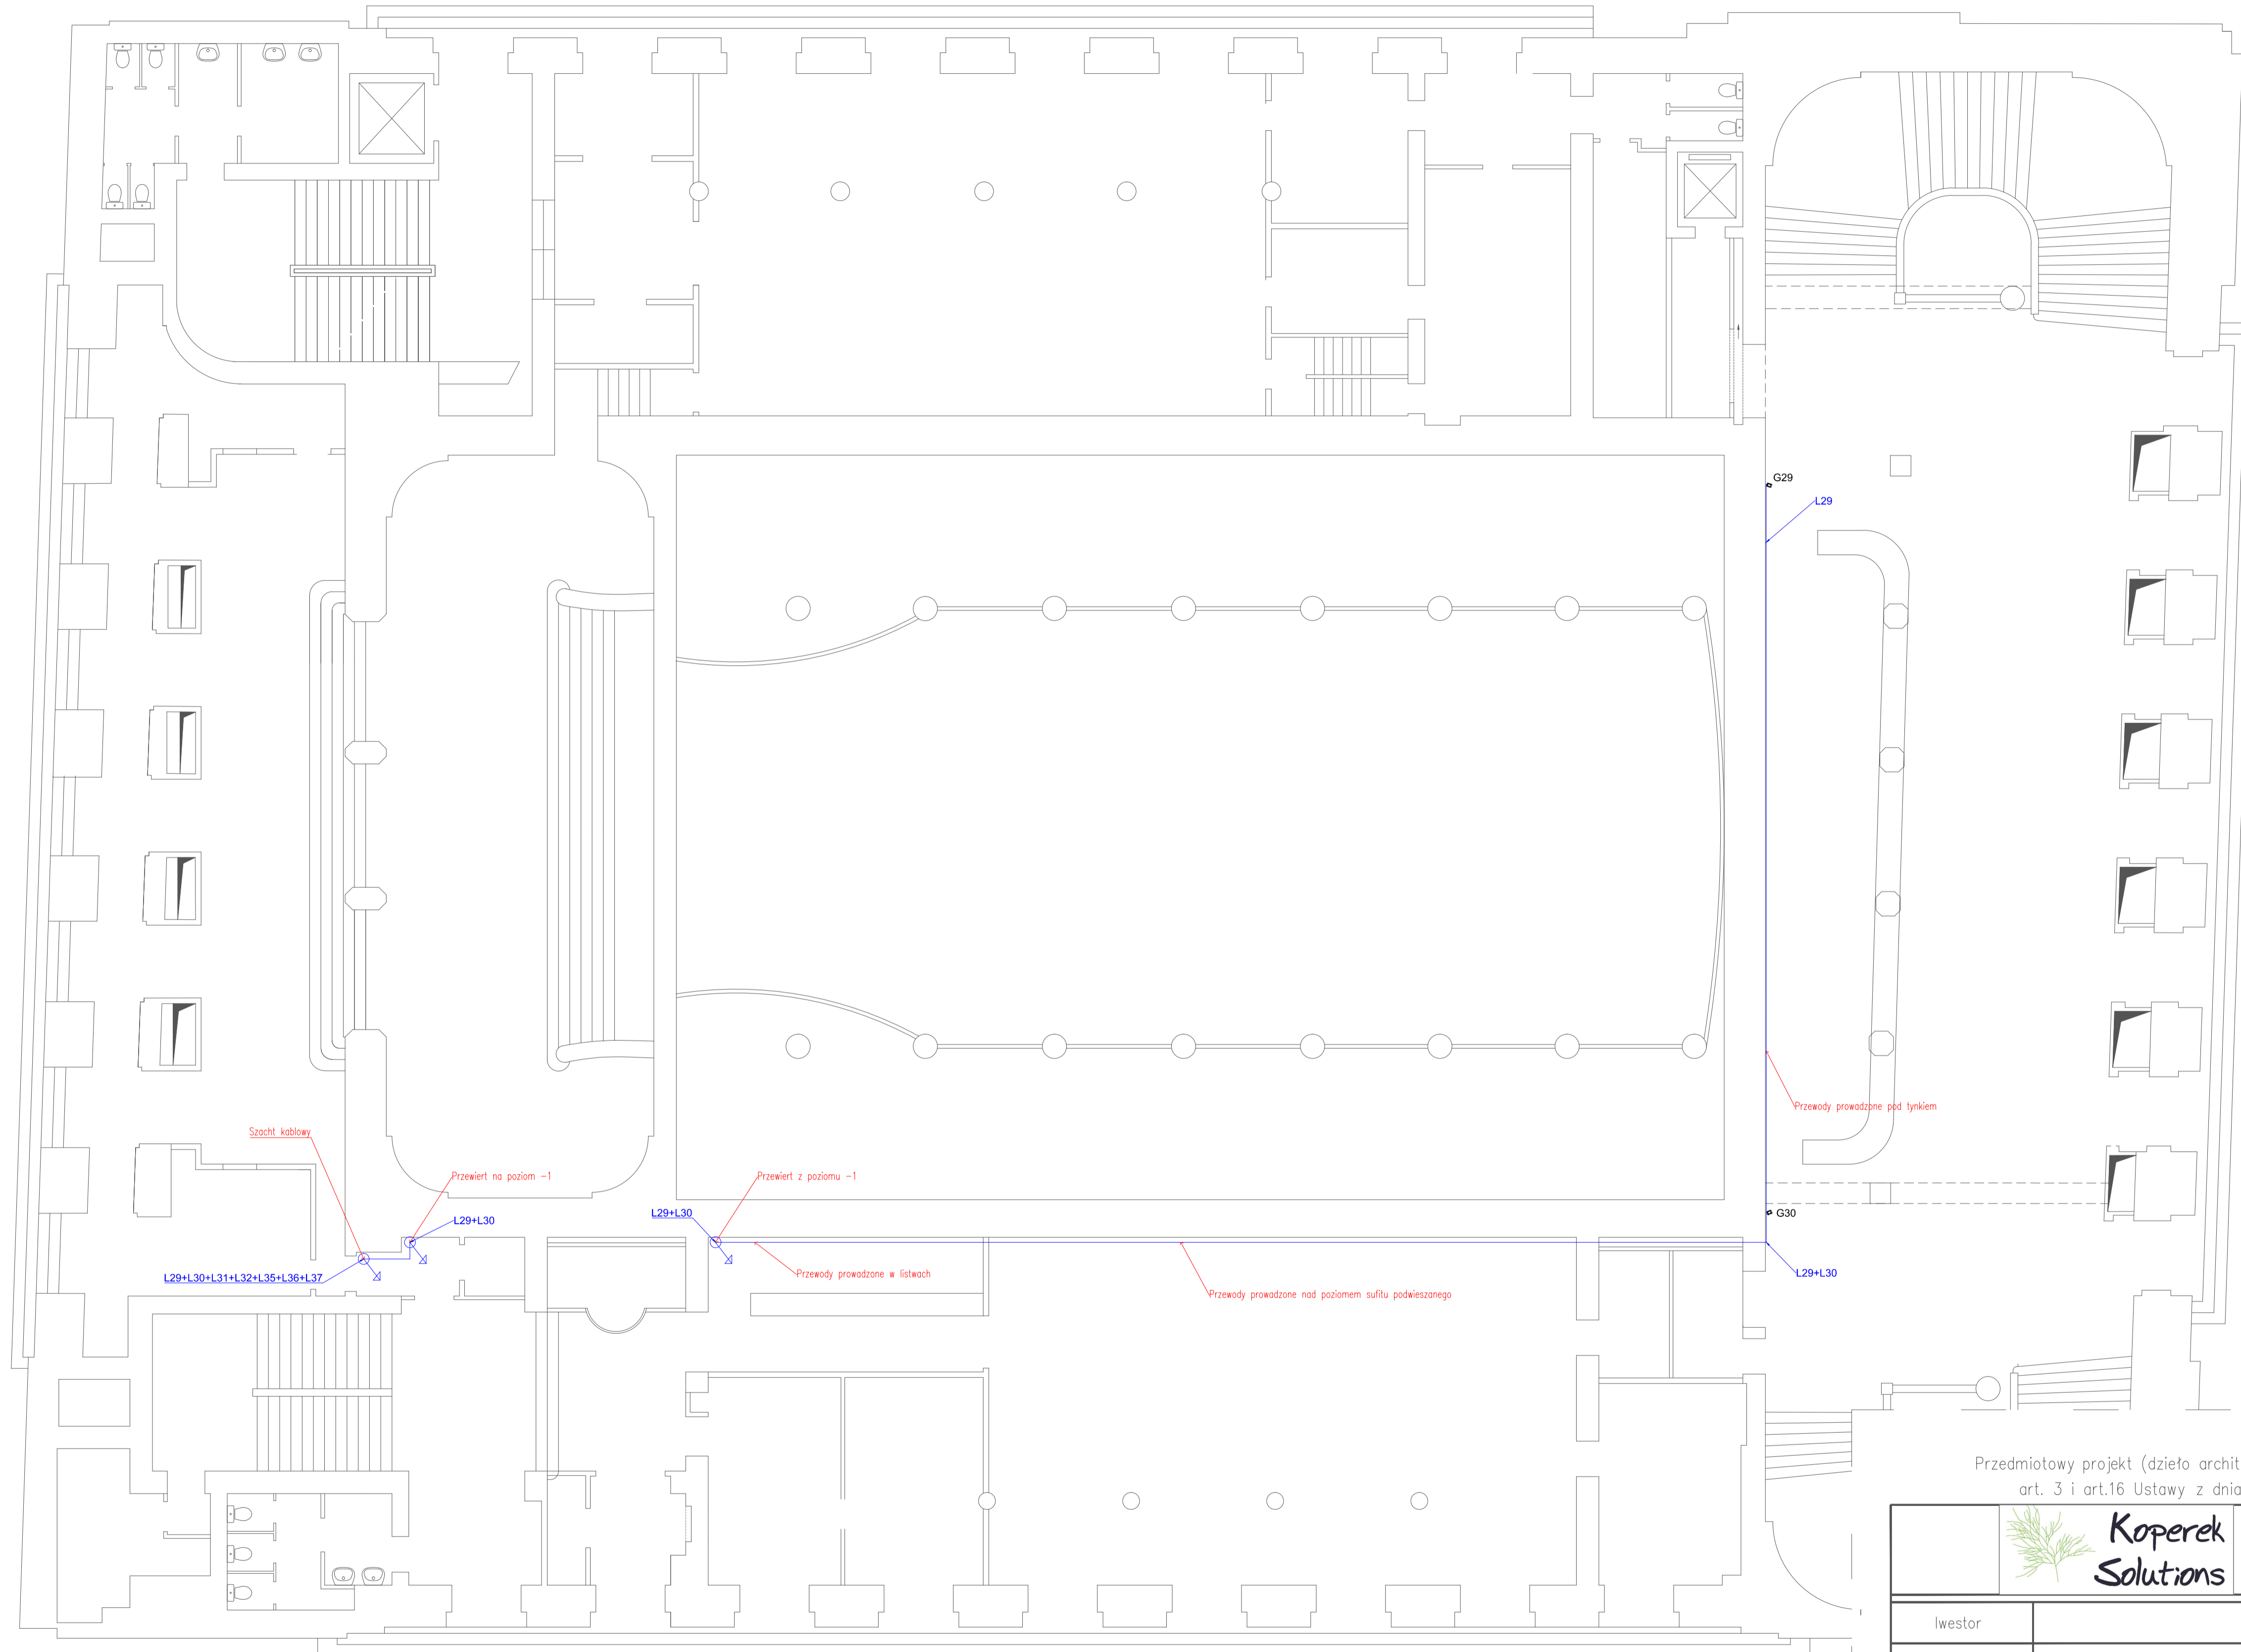 G29
L29
Przewody prowadzone pod tynkiem
Szacht kablowy
Przewiert na poziom -1
Przewiert z poziomu -1
L29+L30
L29+L30
G30
L29+L30+L31+L32+L35+L36+L37
Przewody prowadzone w listwach
L29+L30
Przewody prowadzone nad poziomem sufitu podwieszanego
Przedmiotowy projekt (dzieło archit
art. 3 i art.16 Ustawy z dnia
Koperek
Solutions
Iwestor